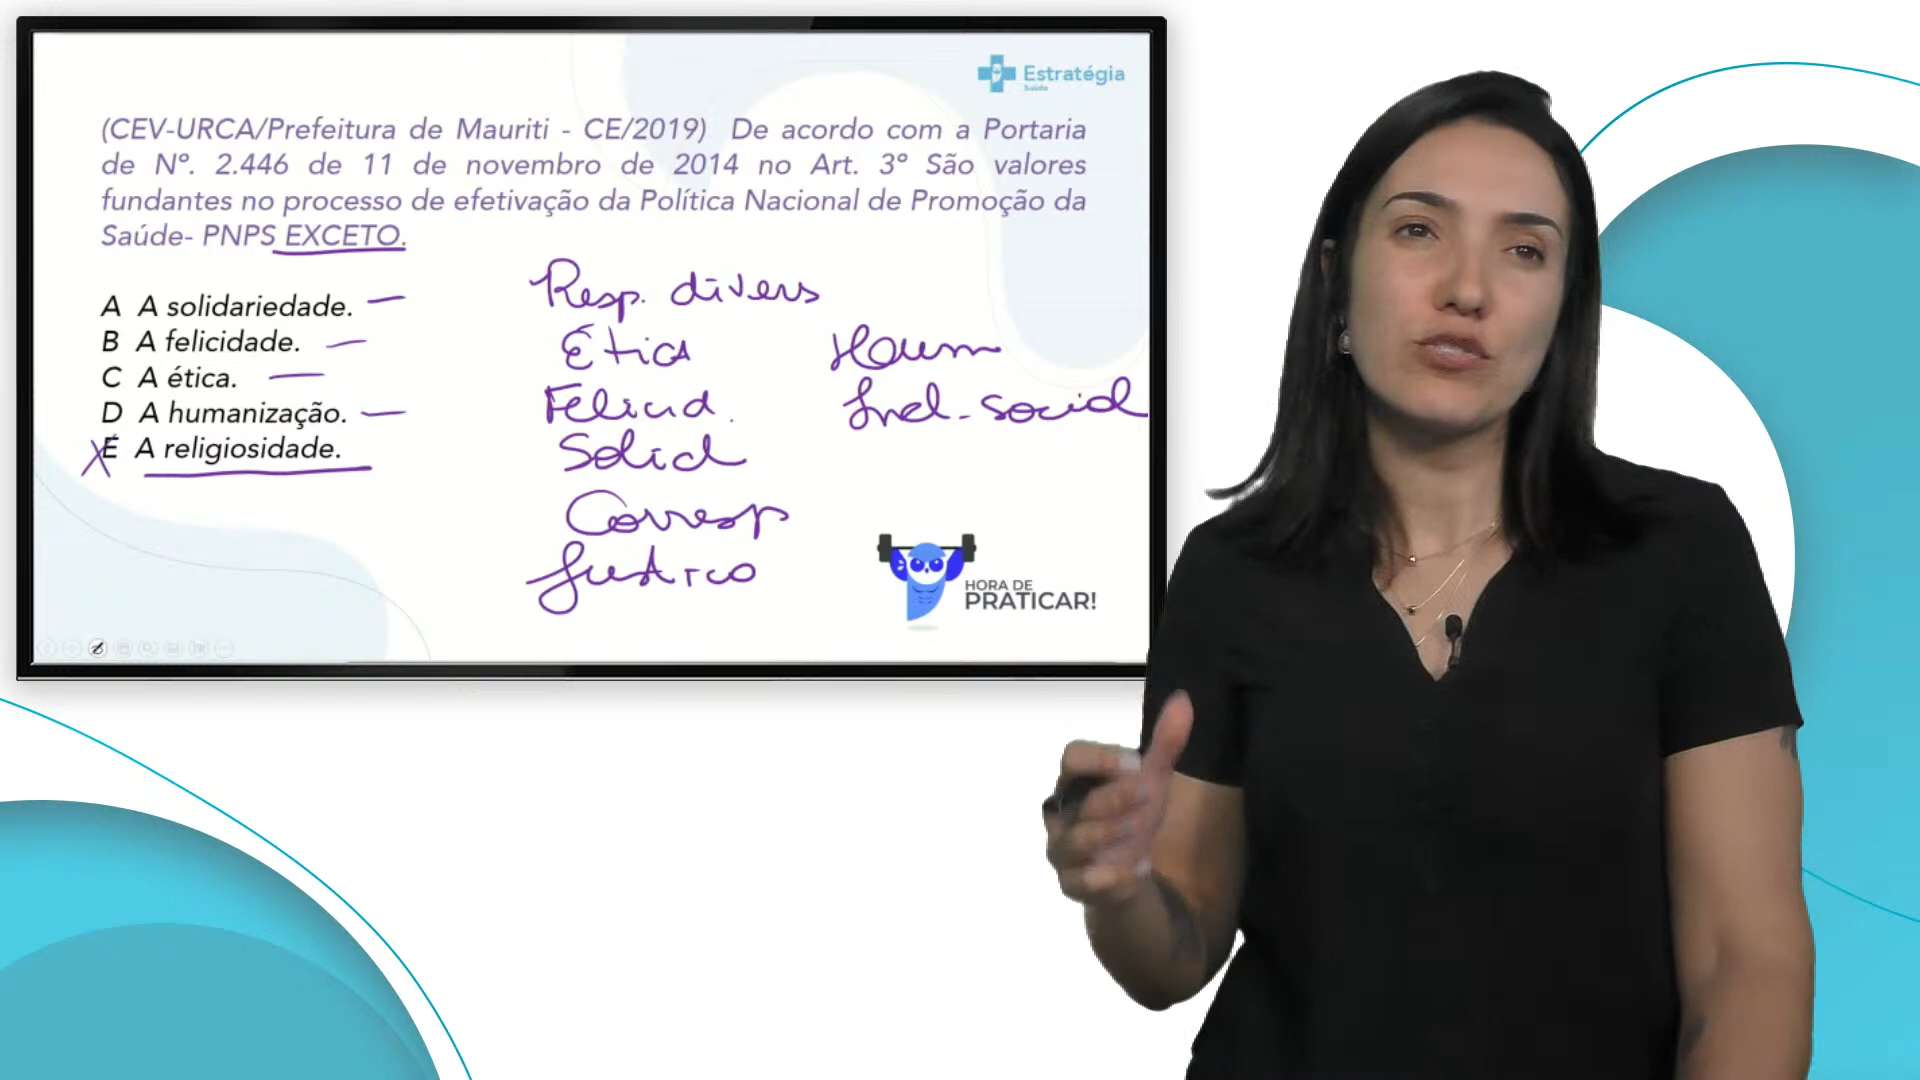 Estratégia
Saúde
(CEV-URCA/Prefeitura de Mauriti - CE/2019) De acordo com a Portaria
de Nº. 2.446 de 11 de novembro de 2014 no Art. 3º São valores
fundantes no processo de efetivação da Política Nacional de Promoção da
Saúde- PNPS EXCETO.
A A solidariedade.
B A felicidade.
C A ética.
D A humanização.
X E A religiosidade.
Resp. divers
Ética
Felicid.
Solid
Corresp
Justica
Hum
Incl. social
HORA DE
PRATICAR!